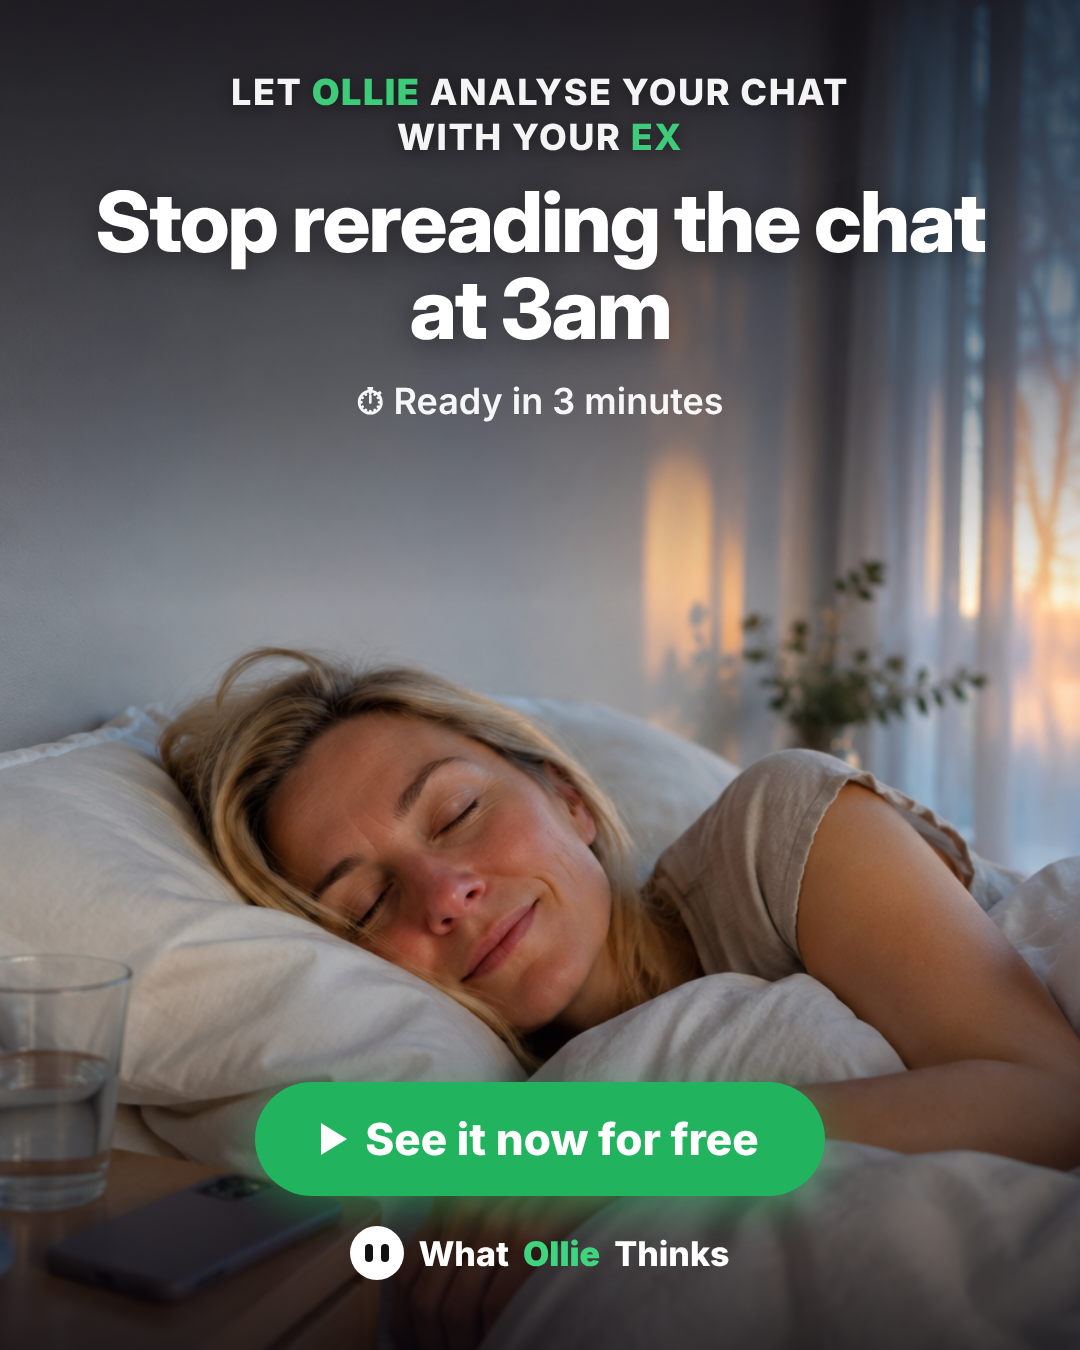 LET OLLIE ANALYSE YOUR CHAT
WITH YOUR EX
Stop rereading the chat
at 3am
⏱ Ready in 3 minutes
▶ See it now for free
What Ollie Thinks